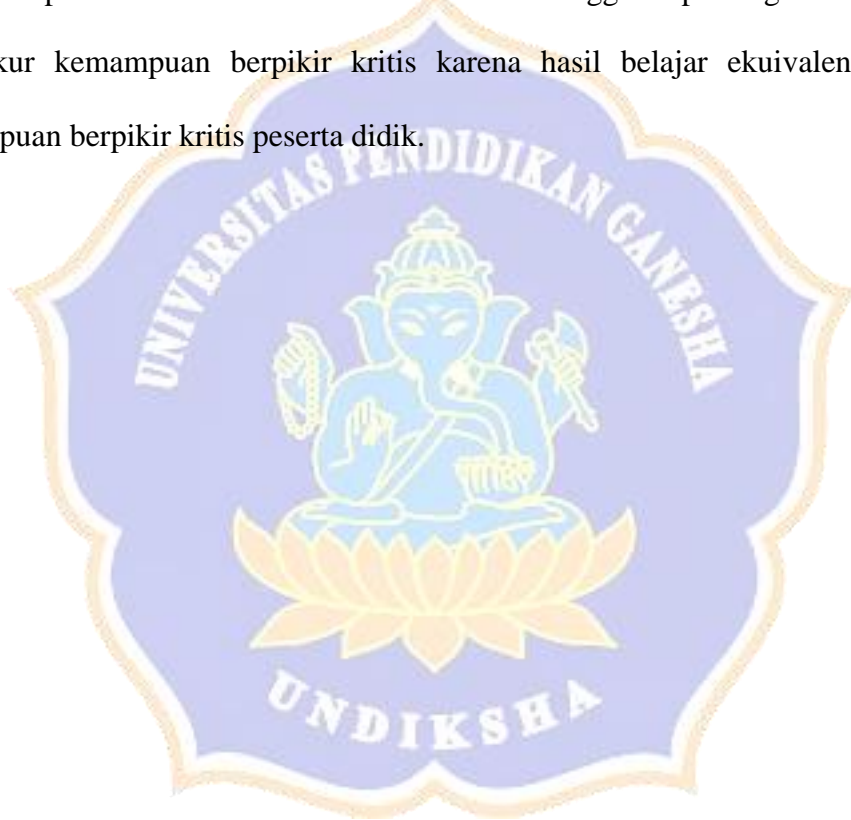 kur kemampuan berpikir kritis karena hasil belajar ekuivalen
puan berpikir kritis peserta didik.
UNIVERSITAS PENDIDIKAN GANESHA
UNDIKSHA